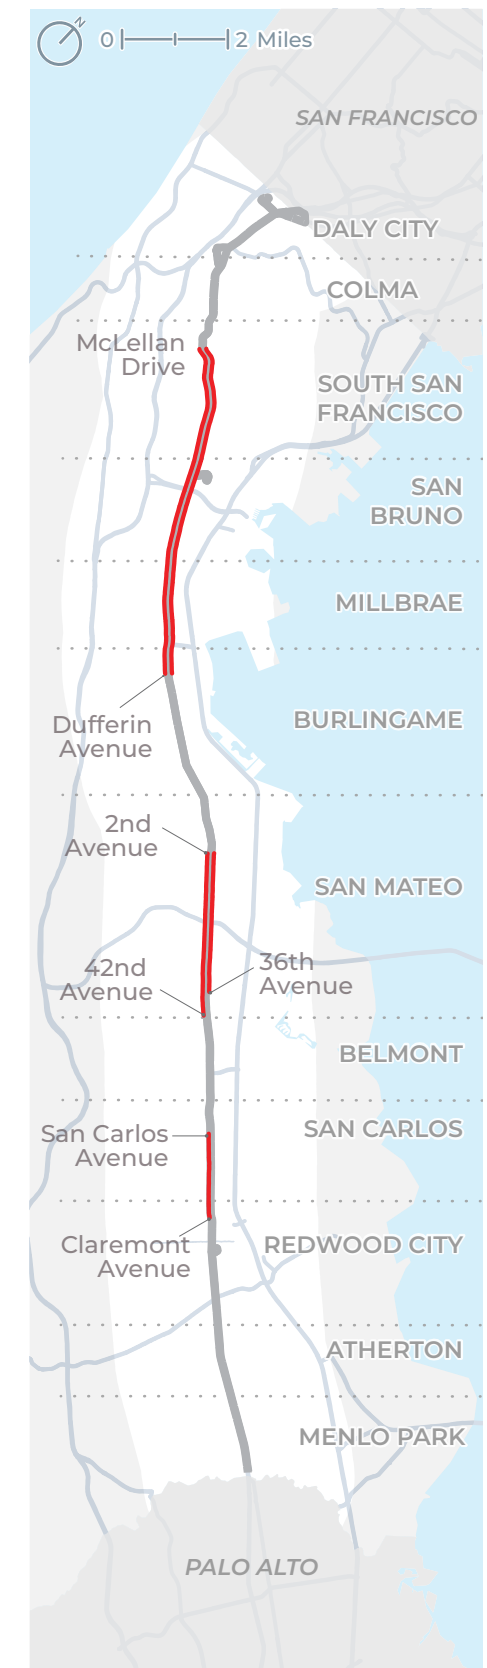 N
0 2 Miles
SAN FRANCISCO
DALY CITY
COLMA
McLellan
Drive
SOUTH SAN
FRANCISCO
SAN
BRUNO
MILLBRAE
BURLINGAME
Dufferin
Avenue
2nd
Avenue
SAN MATEO
42nd
Avenue
36th
Avenue
BELMONT
SAN CARLOS
San Carlos
Avenue
REDWOOD CITY
Claremont
Avenue
ATHERTON
MENLO PARK
PALO ALTO